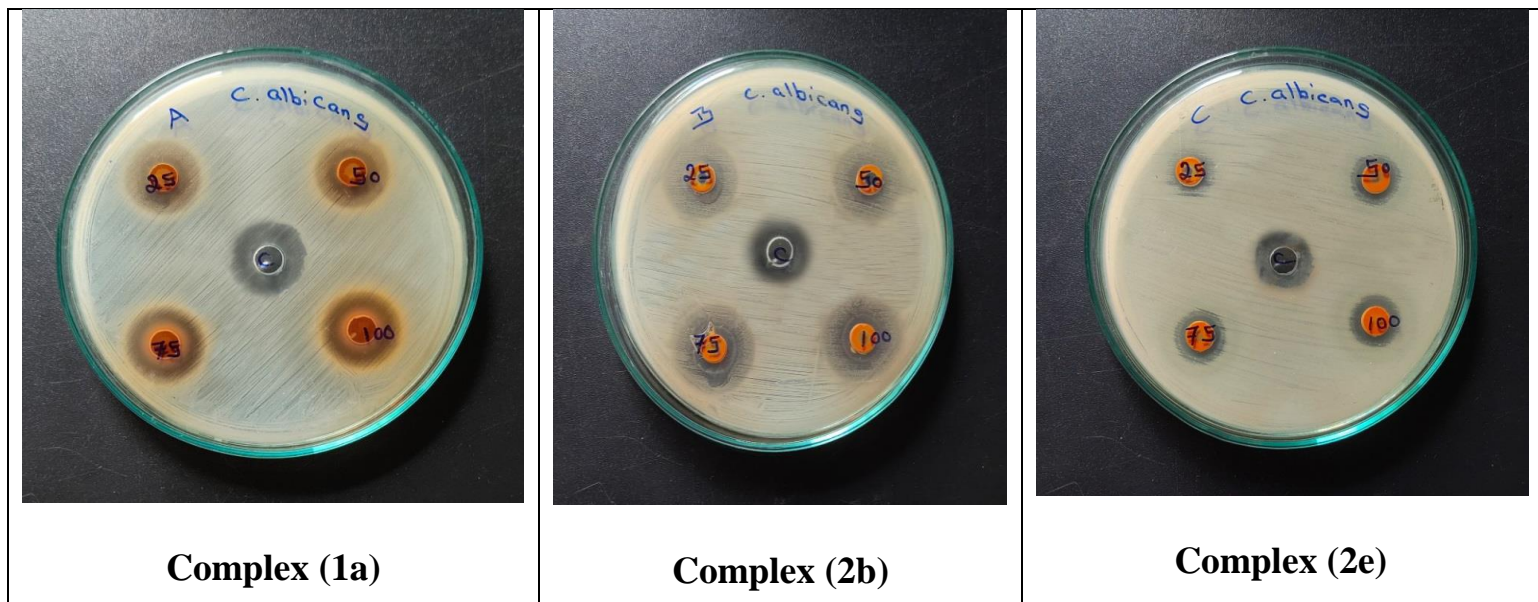 C. albicans
A
25
50
C
75
100
Complex (1a)
C. albicans
B
25
50
C
75
100
Complex (2b)
C. albicans
C
25
50
C
75
100
Complex (2e)